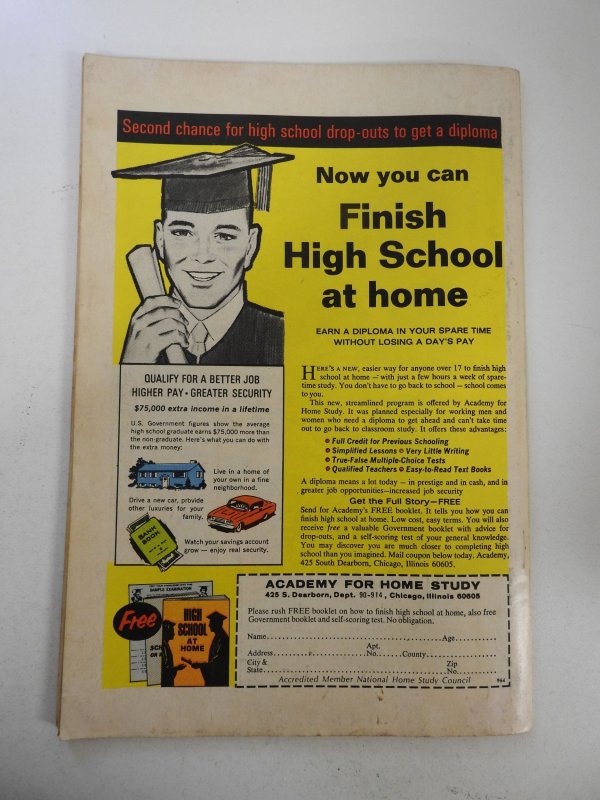 Second chance for high school drop-outs to get a diploma
Now you can
Finish
High School
at home
EARN A DIPLOMA IN YOUR SPARE TIME
WITHOUT LOSING A DAY'S PAY
HERE'S A NEW, easier way for anyone over 17 to finish high
school at home — with just a few hours a week of spare-
time study. You don't have to go back to school — school comes
to you.
This new, streamlined program is offered by Academy for
Home Study. It was planned especially for working men and
women who need a diploma to get ahead and can't take time
out to go back to classroom study. It offers these advantages:
Full Credit for Previous Schooling
Simplified Lessons Very Little Writing
True-False Multiple-Choice Tests
Qualified Teachers Easy-to-Read Text Books
A diploma means a lot today — in prestige and in cash, and in
greater job opportunities—increased job security
Get the Full Story—FREE
Send for Academy's FREE booklet. It tells you how you can
finish high school at home. Low cost, easy terms. You will also
receive free a valuable Government booklet with advice for
drop-outs, and a self-scoring test of your general knowledge.
You may discover you are much closer to completing high
school than you imagined. Mail coupon below today. Academy,
425 South Dearborn, Chicago, Illinois 60605.
QUALIFY FOR A BETTER JOB
HIGHER PAY • GREATER SECURITY
$75,000 extra income in a lifetime
U.S. Government figures show the average
high school graduate earns $75,000 more than
the non-graduate. Here's what you can do with
the extra money:
Live in a home of
your own in a fine
neighborhood.
Drive a new car, provide
other luxuries for your
family.
BANK
BOOK
Watch your savings account
grow — enjoy real security.
SAMPLE EXAMINATION
Free
HIGH
SCHOOL
AT
HOME
ACADEMY FOR HOME STUDY
425 S. Dearborn, Dept. 90-914, Chicago, Illinois 60605
Please rush FREE booklet on how to finish high school at home, also free
Government booklet and self-scoring test. No obligation.
Name Age
Apt.
Address No. County
City & Zip
State No.
Accredited Member National Home Study Council 964